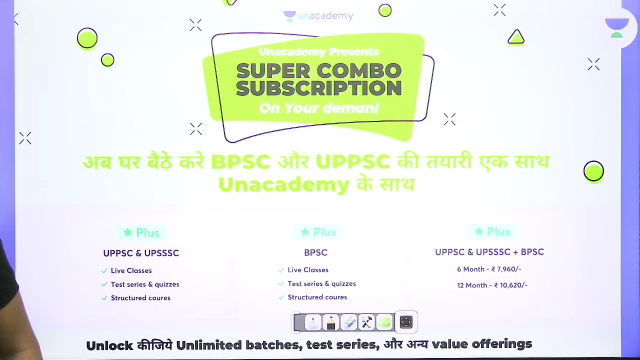 unacademy
Unacademy Presents
SUPER COMBO
SUBSCRIPTION
On Your deman!
अब घर बैठे करे BPSC और UPPSC की तयारी एक साथ
Unacademy के साथ
Plus
UPPSC & UPSSSC
Live Classes
Test series & quizzes
Structured coures
Plus
BPSC
Live Classes
Test series & quizzes
Structured coures
Plus
UPPSC & UPSSSC + BPSC
6 Month - ₹ 7,960/-
12 Month - ₹ 10,620/-
Unlock कीजिये Unlimited batches, test series, और अन्य value offerings